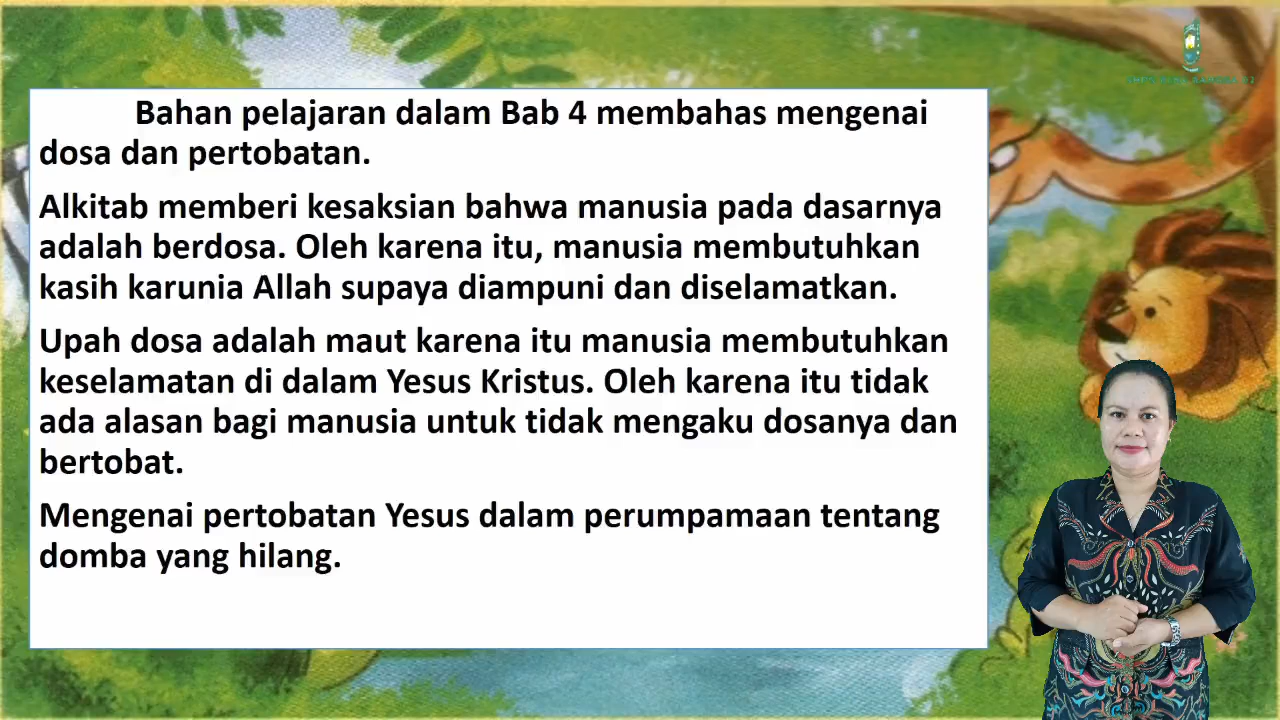 Bahan pelajaran dalam Bab 4 membahas mengenai
dosa dan pertobatan.
Alkitab memberi kesaksian bahwa manusia pada dasarnya
adalah berdosa. Oleh karena itu, manusia membutuhkan
kasih karunia Allah supaya diampuni dan diselamatkan.
Upah dosa adalah maut karena itu manusia membutuhkan
keselamatan di dalam Yesus Kristus. Oleh karena itu tidak
ada alasan bagi manusia untuk tidak mengaku dosanya dan
bertobat.
Mengenai pertobatan Yesus dalam perumpamaan tentang
domba yang hilang.